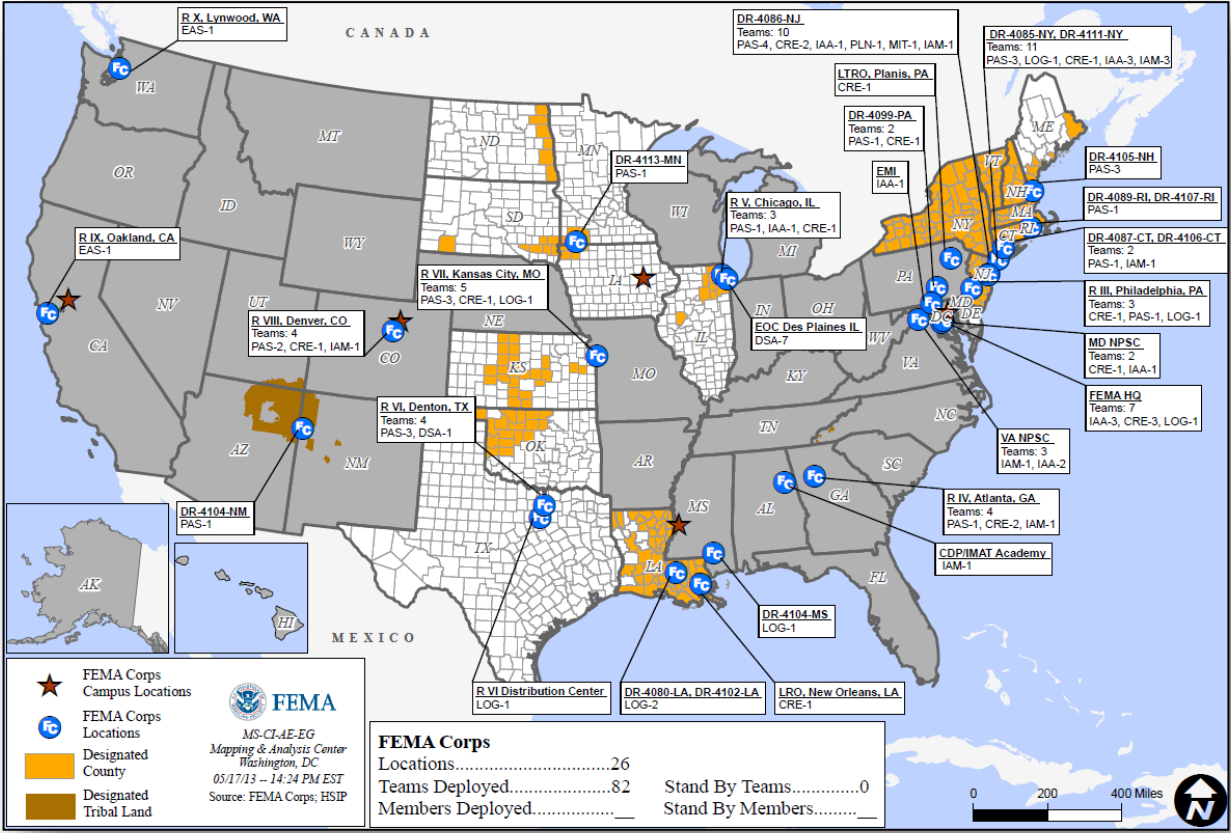 CANADA
R X, Lynwood, WA
EAS-1
DR-4086-NJ
Teams: 10
PAS-4, CRE-2, IAA-1, PLN-1, MIT-1, IAM-1
DR-4085-NY, DR-4111-NY
Teams: 11
PAS-3, LOG-1, CRE-1, IAA-3, IAM-3
LTRO, Planis, PA
CRE-1
DR-4099-PA
Teams: 2
PAS-1, CRE-1
EMI
IAA-1
DR-4113-MN
PAS-1
R V, Chicago, IL
Teams: 3
PAS-1, IAA-1, CRE-1
DR-4105-NH
PAS-3
DR-4089-RI, DR-4107-RI
PAS-1
DR-4087-CT, DR-4106-CT
Teams: 2
PAS-1, IAM-1
R III, Philadelphia, PA
Teams: 3
CRE-1, PAS-1, LOG-1
MD NPSC
Teams: 2
CRE-1, IAA-1
FEMA HQ
Teams: 7
IAA-3, CRE-3, LOG-1
VA NPSC
Teams: 3
IAM-1, IAA-2
R IX, Oakland, CA
EAS-1
R VII, Kansas City, MO
Teams: 5
PAS-3, CRE-1, LOG-1
R VIII, Denver, CO
Teams: 4
PAS-2, CRE-1, IAM-1
EOC Des Plaines IL
DSA-7
R VI, Denton, TX
Teams: 4
PAS-3, DSA-1
DR-4104-NM
PAS-1
R IV, Atlanta, GA
Teams: 4
PAS-1, CRE-2, IAM-1
CDP/IMAT Academy
IAM-1
DR-4104-MS
LOG-1
R VI Distribution Center
LOG-1
DR-4080-LA, DR-4102-LA
LOG-2
LRO, New Orleans, LA
CRE-1
WA
MT
ND
MN
ME
OR
ID
SD
WI
VT
NH
NY
MA
RI
CT
WY
MI
IA
PA
NJ
NV
UT
NE
IL
IN
OH
MD
DE
DC
CA
CO
KS
MO
WV
VA
KY
AZ
NM
OK
TN
NC
AR
SC
MS
AL
GA
TX
LA
FL
AK
HI
MEXICO
FEMA Corps
Campus Locations
FEMA Corps
Locations
Designated
County
Designated
Tribal Land
FEMA
MS-CI-AE-EG
Mapping & Analysis Center
Washington, DC
05/17/13 -- 14:24 PM EST
Source: FEMA Corps; HSIP
FEMA Corps
Locations..............................26
Teams Deployed......................82 Stand By Teams.............0
Members Deployed.................__ Stand By Members.........__
0 200 400 Miles
N